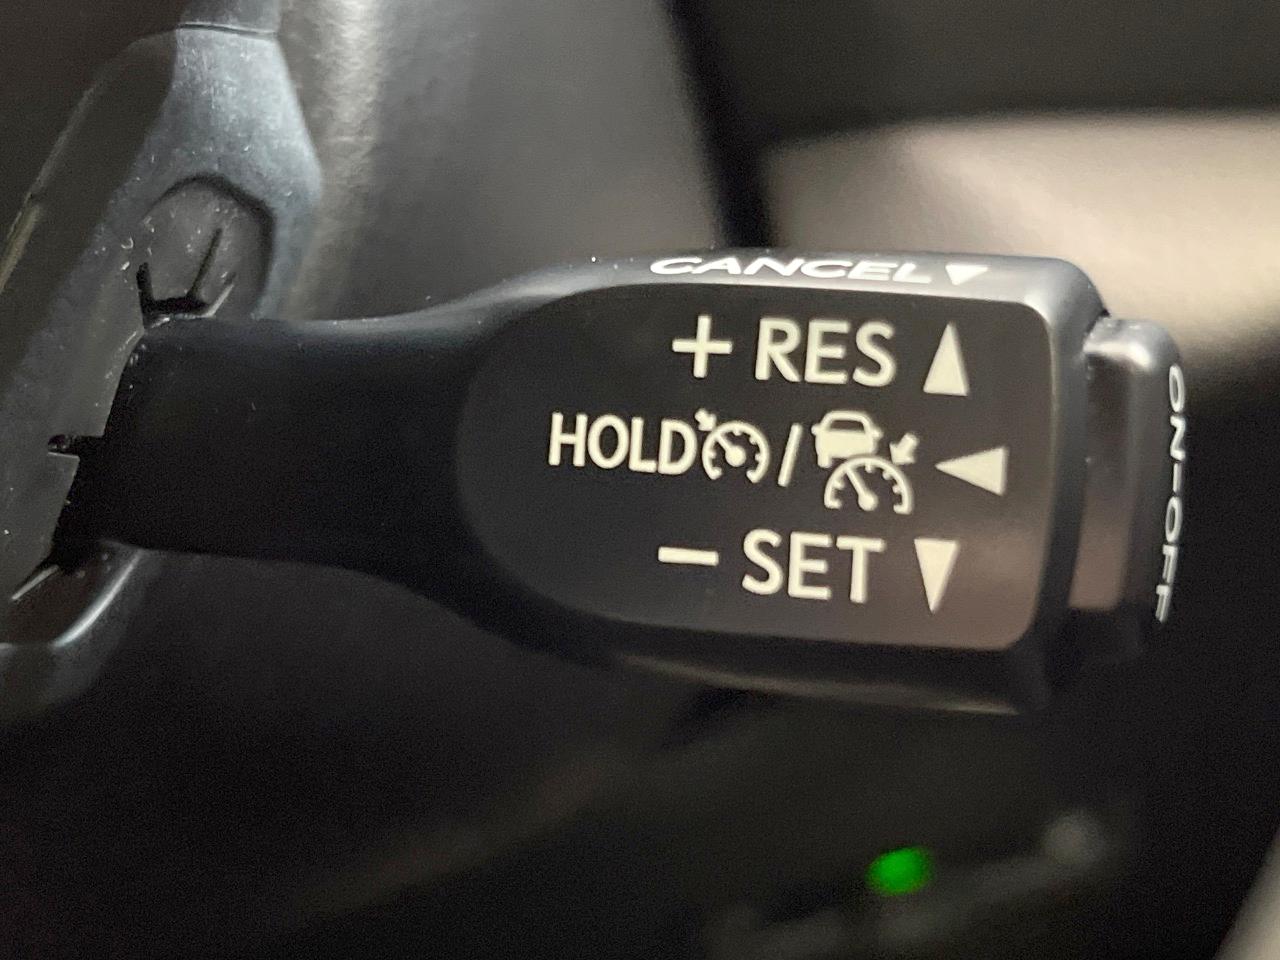 CANCEL▼
+ RES ▲
HOLD / ◀
− SET ▼
ON-OFF